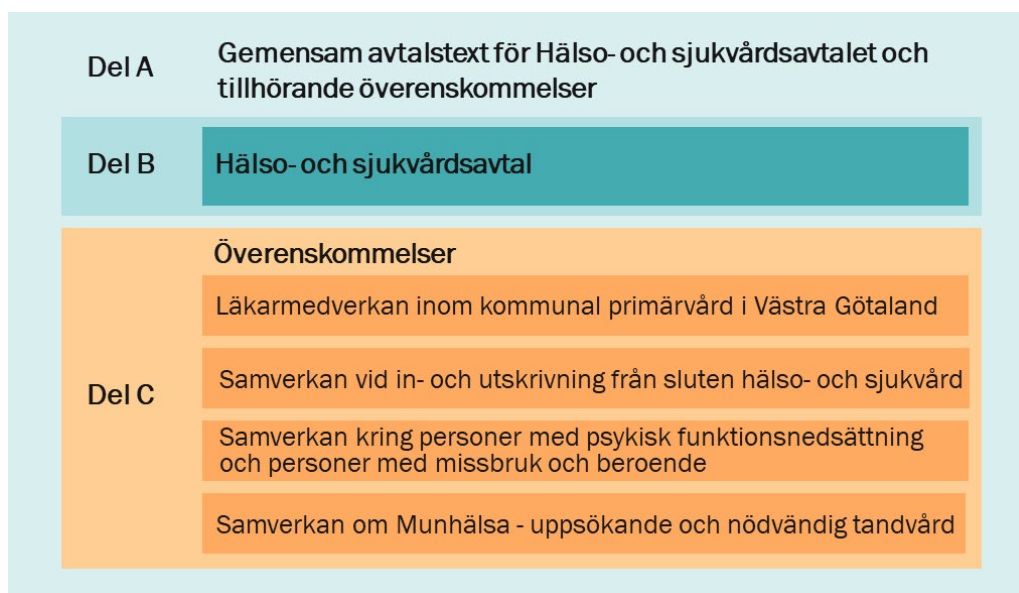 Del A
Gemensam avtalstext för Hälso- och sjukvårdsavtalet och
tillhörande överenskommelser
Del B
Hälso- och sjukvårdsavtal
Del C
Överenskommelser
Läkarmedverkan inom kommunal primärvård i Västra Götaland
Samverkan vid in- och utskrivning från sluten hälso- och sjukvård
Samverkan kring personer med psykisk funktionsnedsättning
och personer med missbruk och beroende
Samverkan om Munhälsa - uppsökande och nödvändig tandvård